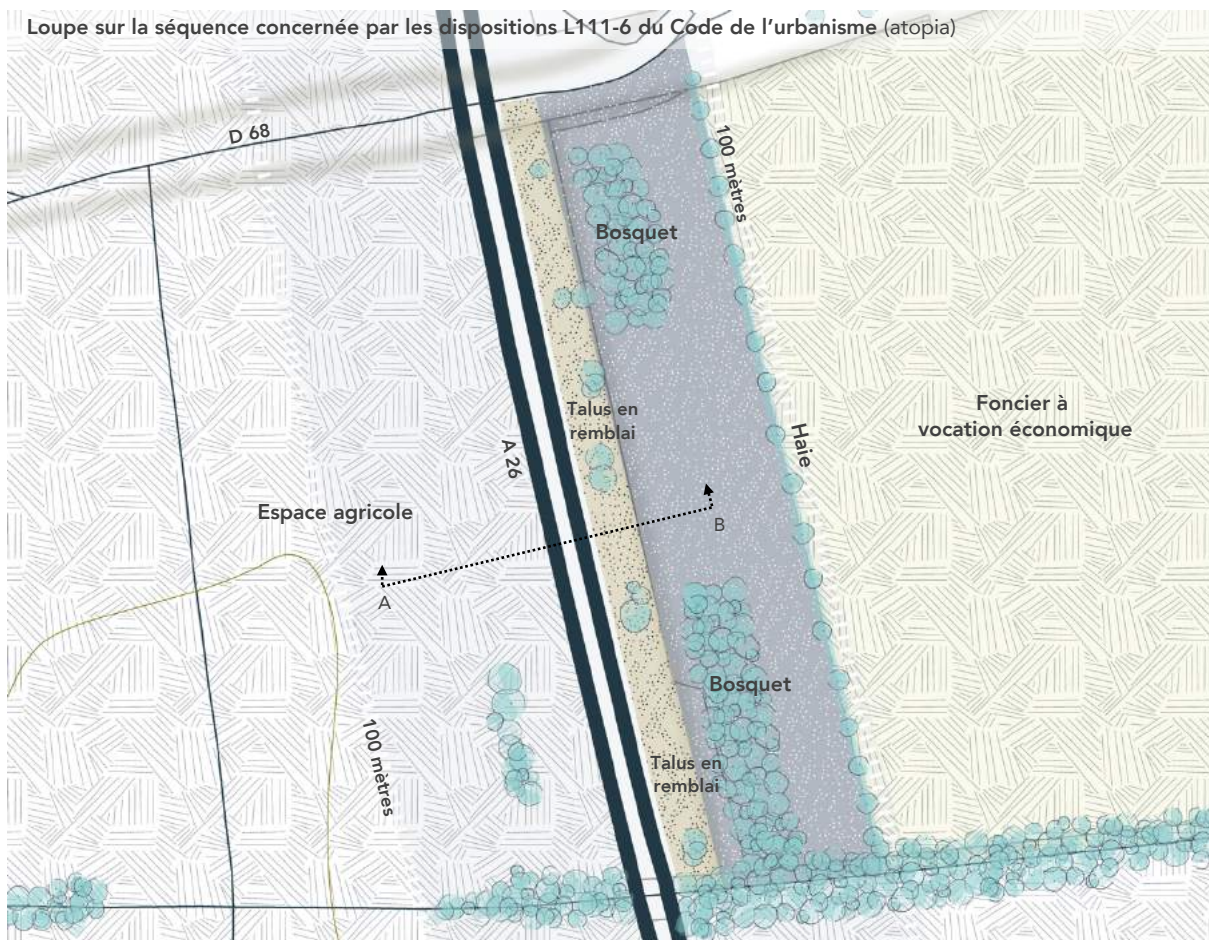 Loupe sur la séquence concernée par les dispositions L111-6 du Code de l’urbanisme (atopia)
D 68
100 mètres
Bosquet
Foncier à
vocation économique
Talus en
remblai
Haie
A 26
Espace agricole
B
A
Bosquet
100 mètres
Talus en
remblai